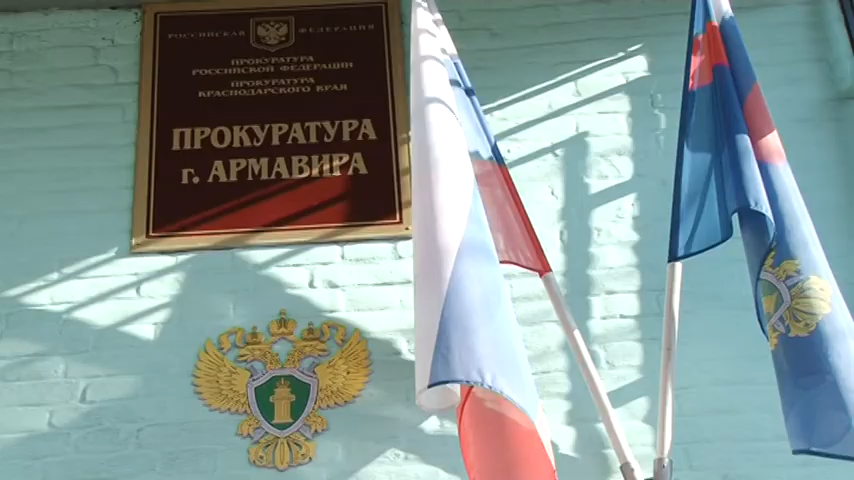 РОССИЙСКАЯ ФЕДЕРАЦИЯ
ПРОКУРАТУРА
РОССИЙСКОЙ ФЕДЕРАЦИИ
ПРОКУРАТУРА
КРАСНОДАРСКОГО КРАЯ
ПРОКУРАТУРА
г. АРМАВИРА